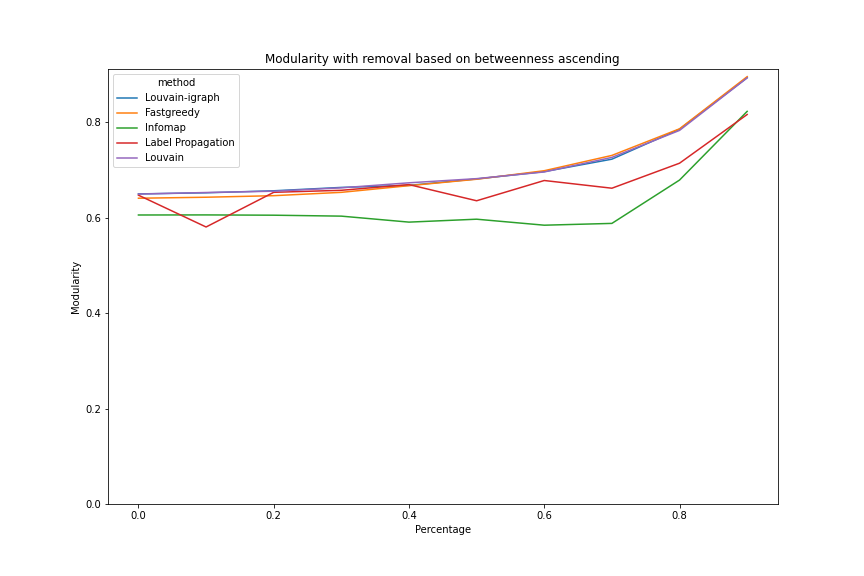 Modularity with removal based on betweenness ascending
method
Louvain-igraph
Fastgreedy
Infomap
Label Propagation
Louvain
0.8
0.6
0.4
0.2
0.0
Modularity
0.0 0.2 0.4 0.6 0.8
Percentage